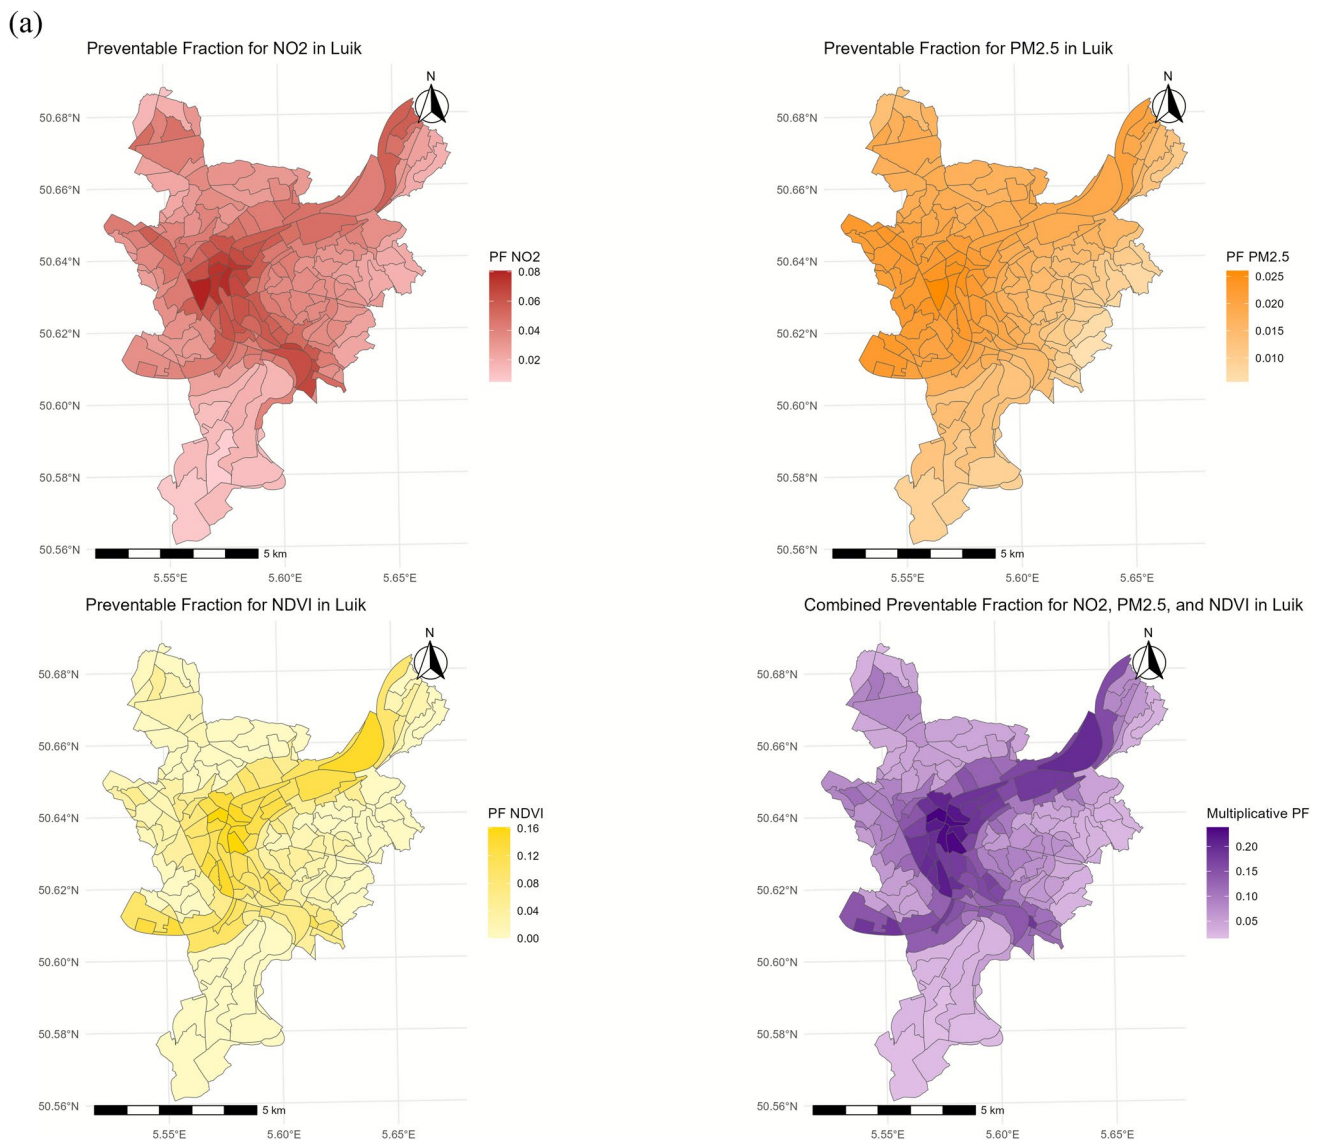 (a)
Preventable Fraction for NO2 in Luik
N
50.68°N
50.66°N
50.64°N
50.62°N
50.60°N
50.58°N
50.56°N
PF NO2
0.08
0.06
0.04
0.02
5 km
5.55°E 5.60°E 5.65°E
Preventable Fraction for PM2.5 in Luik
N
50.68°N
50.66°N
50.64°N
50.62°N
50.60°N
50.58°N
50.56°N
PF PM2.5
0.025
0.020
0.015
0.010
5 km
5.55°E 5.60°E 5.65°E
Preventable Fraction for NDVI in Luik
N
50.68°N
50.66°N
50.64°N
50.62°N
50.60°N
50.58°N
50.56°N
PF NDVI
0.16
0.12
0.08
0.04
0.00
5 km
5.55°E 5.60°E 5.65°E
Combined Preventable Fraction for NO2, PM2.5, and NDVI in Luik
N
50.68°N
50.66°N
50.64°N
50.62°N
50.60°N
50.58°N
50.56°N
Multiplicative PF
0.20
0.15
0.10
0.05
5 km
5.55°E 5.60°E 5.65°E